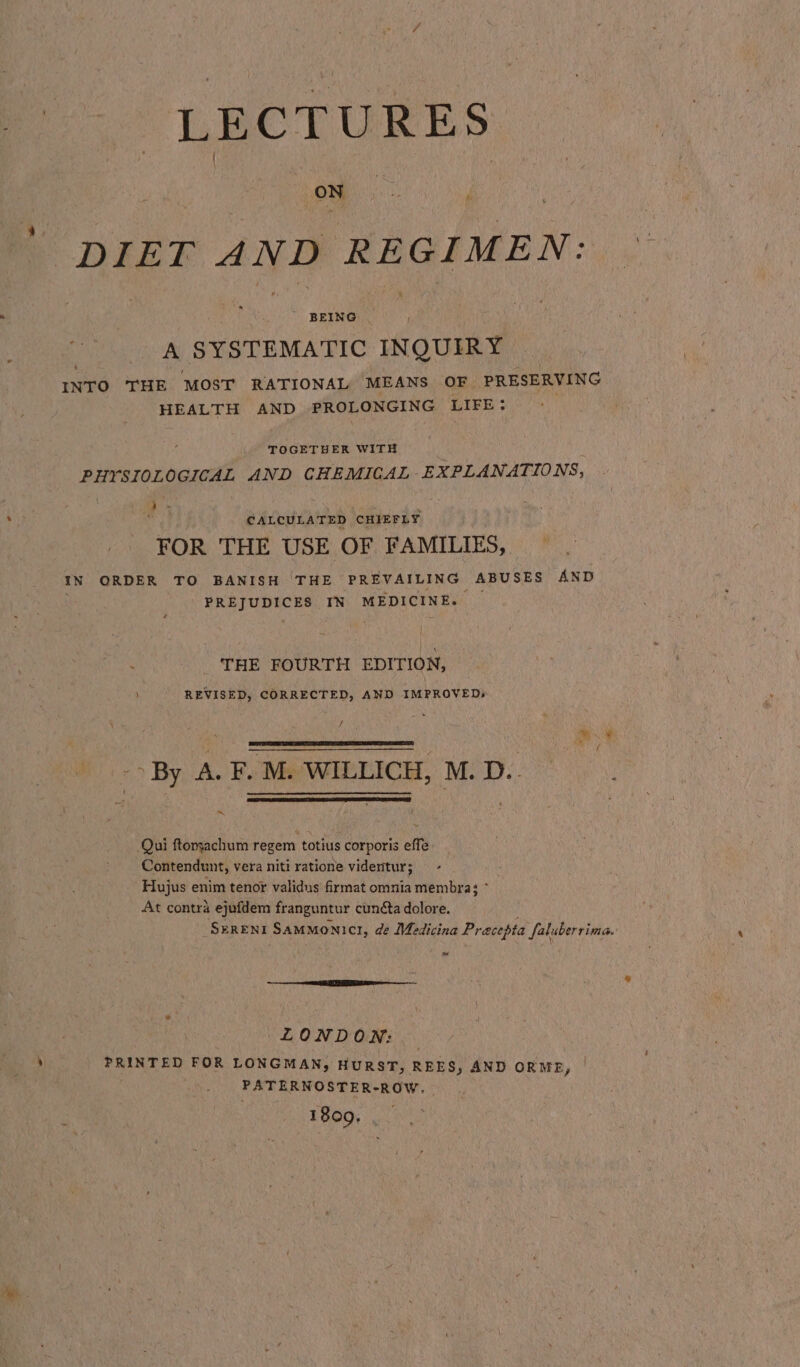 LECTURES
ON
DIET AND REGIMEN:
BEING
A SYSTEMATIC INQUIRY
INTO THE MOST RATIONAL MEANS OF PRESERVING
HEALTH AND PROLONGING LIFE:
TOGETHER WITH
PHYSIOLOGICAL AND CHEMICAL EXPLANATIONS,
CALCULATED CHIEFLY
FOR THE USE OF FAMILIES,
IN ORDER TO BANISH THE PREVAILING ABUSES AND
PREJUDICES IN MEDICINE.
THE FOURTH EDITION,
REVISED, CORRECTED, AND IMPROVED.
By A. F. M. WILLICH, M. D.
Qui ſtomachum regem totius corporis eſſe
Contendunt, vera niti ratione videntur;
Hujus enim tenor validus firmat omnia membra;
At contrà ejuſdem franguntur cuncta dolore.
SERENI SAMMONICI, de Medicina Præcepta ſaluberrima.
LONDON:
PRINTED FOR LONGMAN, HURST, REES, AND ORME,
PATERNOSTER-ROW.
1809.